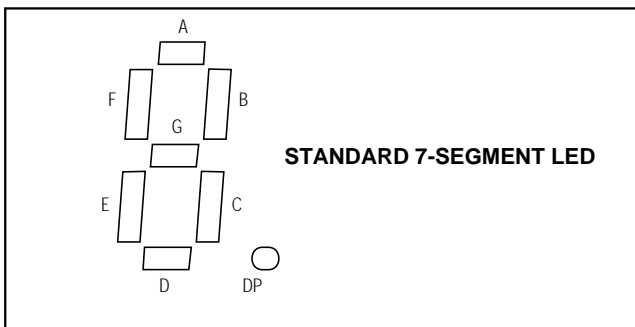 A
F B
G
STANDARD 7-SEGMENT LED
E C
D DP